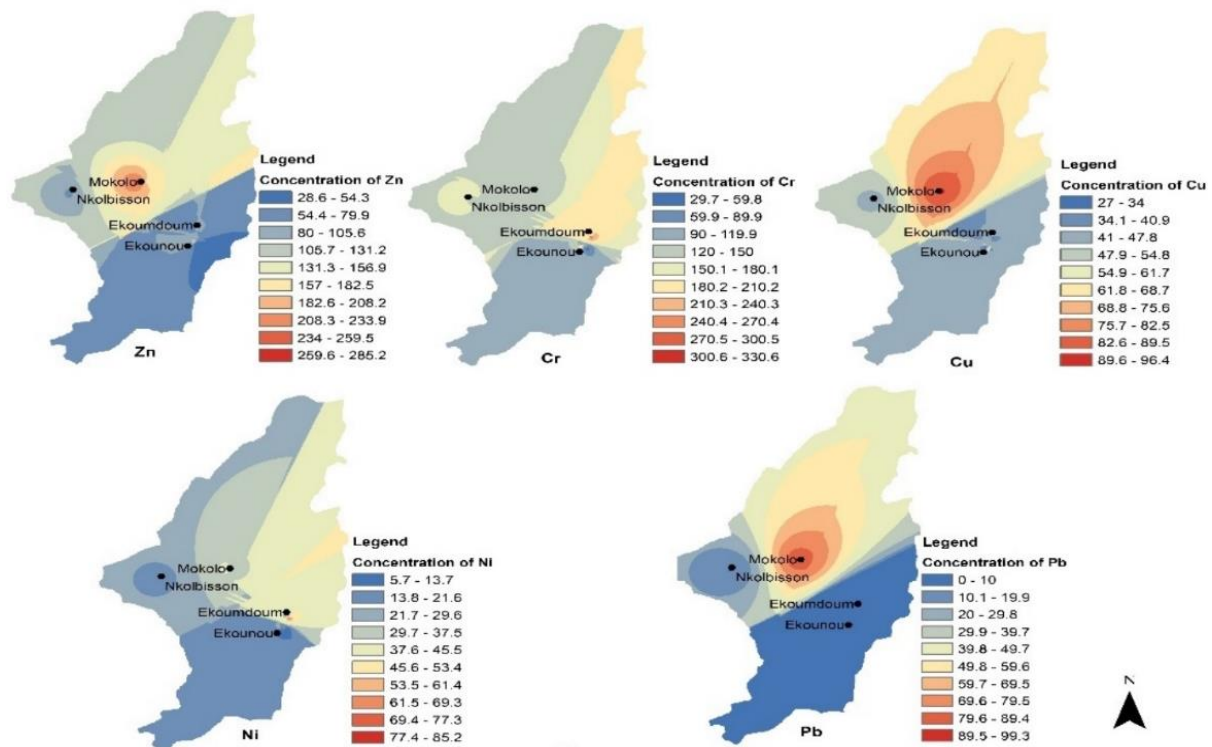 Legend
Concentration of Zn
28.6 - 54.3
54.4 - 79.9
80 - 105.6
105.7 - 131.2
131.3 - 156.9
157 - 182.5
182.6 - 208.2
208.3 - 233.9
234 - 259.5
259.6 - 285.2
Mokolo
Nkolbisson
Ekoumdoum
Ekounou
Zn
Legend
Concentration of Cr
29.7 - 59.8
59.9 - 89.9
90 - 119.9
120 - 150
150.1 - 180.1
180.2 - 210.2
210.3 - 240.3
240.4 - 270.4
270.5 - 300.5
300.6 - 330.6
Mokolo
Nkolbisson
Ekoumdoum
Ekounou
Cr
Legend
Concentration of Cu
27 - 34
34.1 - 40.9
41 - 47.8
47.9 - 54.8
54.9 - 61.7
61.8 - 68.7
68.8 - 75.6
75.7 - 82.5
82.6 - 89.5
89.6 - 96.4
Mokolo
Nkolbisson
Ekoumdoum
Ekounou
Cu
Legend
Concentration of Ni
5.7 - 13.7
13.8 - 21.6
21.7 - 29.6
29.7 - 37.5
37.6 - 45.5
45.6 - 53.4
53.5 - 61.4
61.5 - 69.3
69.4 - 77.3
77.4 - 85.2
Mokolo
Nkolbisson
Ekoumdoum
Ekounou
Ni
Legend
Concentration of Pb
0 - 10
10.1 - 19.9
20 - 29.8
29.9 - 39.7
39.8 - 49.7
49.8 - 59.6
59.7 - 69.5
69.6 - 79.5
79.6 - 89.4
89.5 - 99.3
Mokolo
Nkolbisson
Ekoumdoum
Ekounou
Pb
N